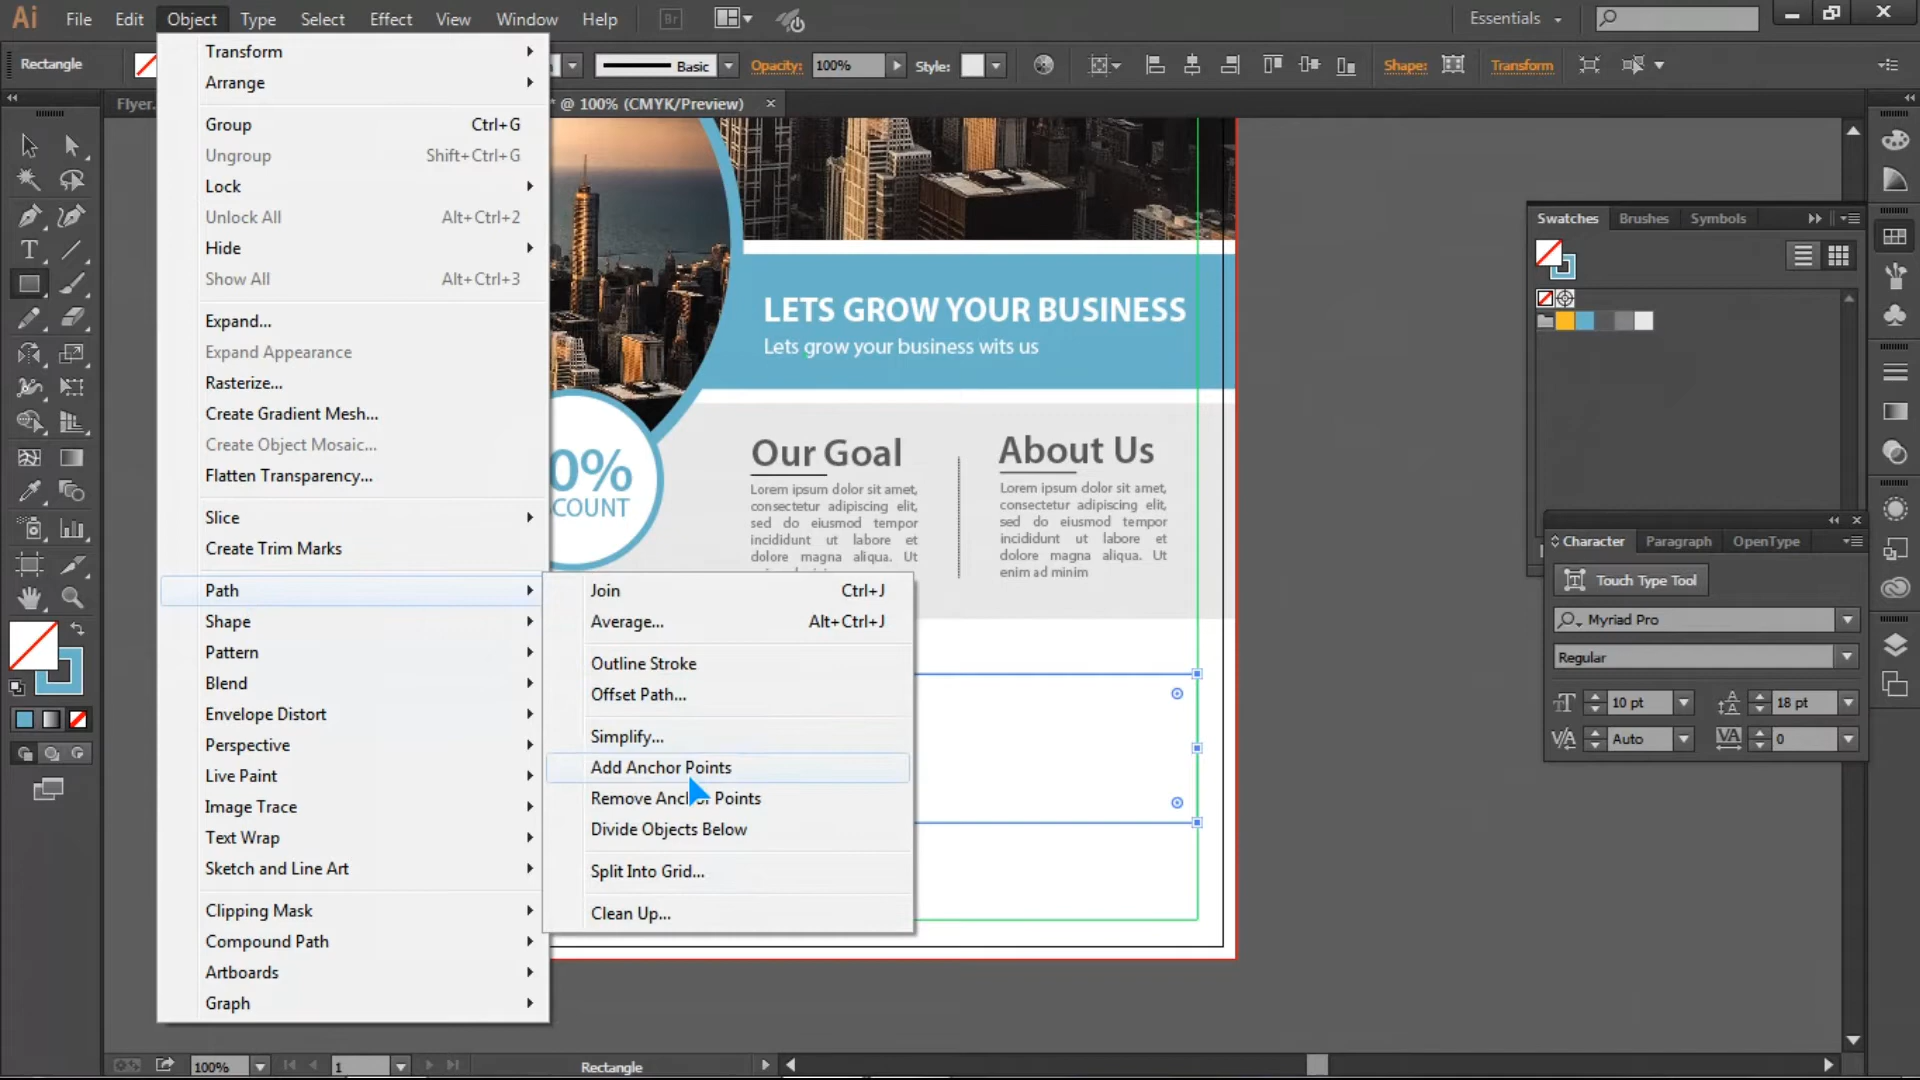 Ai File Edit Object Type Select Effect View Window Help Br Essentials
Rectangle Basic Opacity: 100% Style: Shape: Transform
Flyer. * @ 100% (CMYK/Preview)
Transform
Arrange
Group Ctrl+G
Ungroup Shift+Ctrl+G
Lock
Unlock All Alt+Ctrl+2
Hide
Show All Alt+Ctrl+3
Expand...
Expand Appearance
Rasterize...
Create Gradient Mesh...
Create Object Mosaic...
Flatten Transparency...
Slice
Create Trim Marks
Path
Shape
Pattern
Blend
Envelope Distort
Perspective
Live Paint
Image Trace
Text Wrap
Sketch and Line Art
Clipping Mask
Compound Path
Artboards
Graph
Join Ctrl+J
Average... Alt+Ctrl+J
Outline Stroke
Offset Path...
Simplify...
Add Anchor Points
Remove Anchor Points
Divide Objects Below
Split Into Grid...
Clean Up...
LETS GROW YOUR BUSINESS
Lets grow your business wits us
0%
COUNT
Our Goal
Lorem ipsum dolor sit amet,
consectetur adipiscing elit,
sed do eiusmod tempor
incididunt ut labore et
dolore magna aliqua. Ut
About Us
Lorem ipsum dolor sit amet,
consectetur adipiscing elit,
sed do eiusmod tempor
incididunt ut labore et
dolore magna aliqua. Ut
enim ad minim
Swatches Brushes Symbols
Character Paragraph OpenType
Touch Type Tool
Myriad Pro
Regular
10 pt 18 pt
Auto 0
100% 1 Rectangle